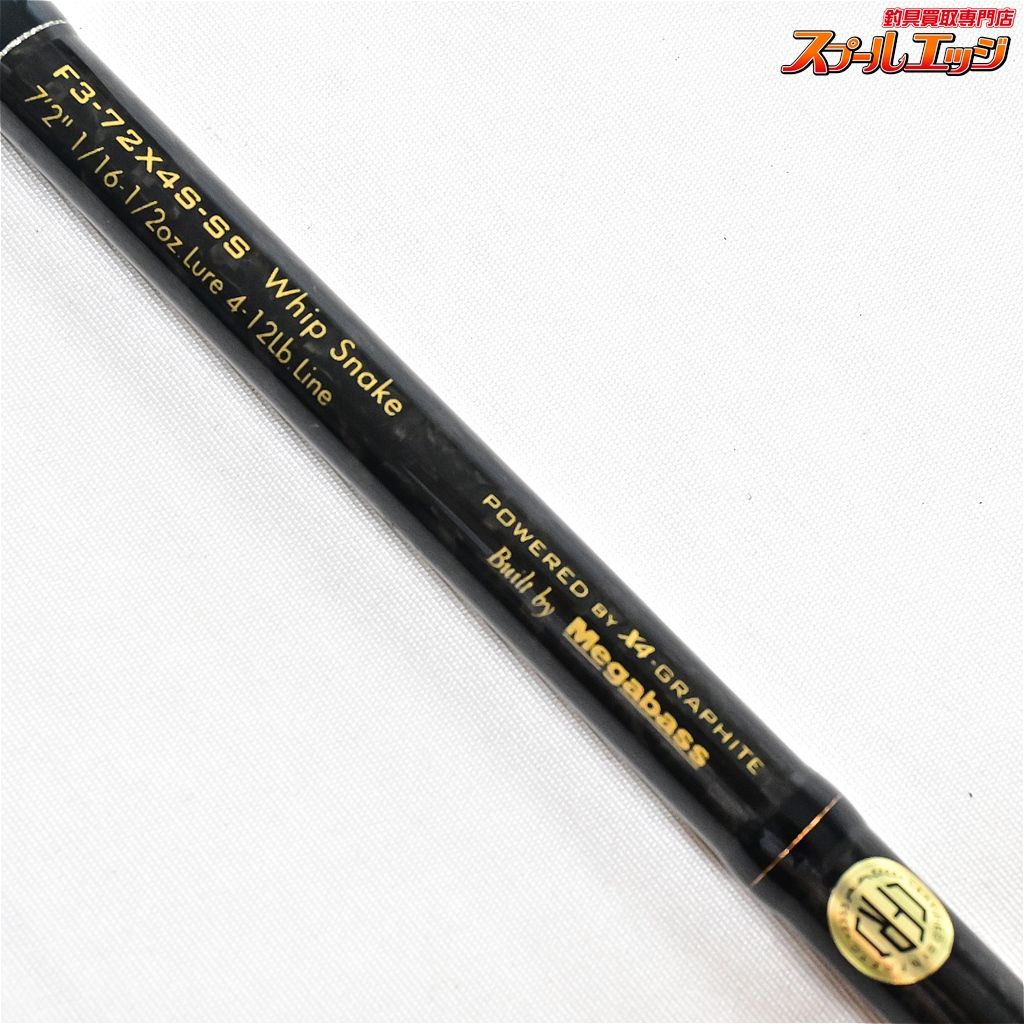 釣具買取専門店
スプールエッジ
F3-72X4S-SS Whip Snake
7'2" 1/16-1/2oz Lure 4-12Lb.Line
POWERED BY X4-GRAPHITE
Built by Megabass